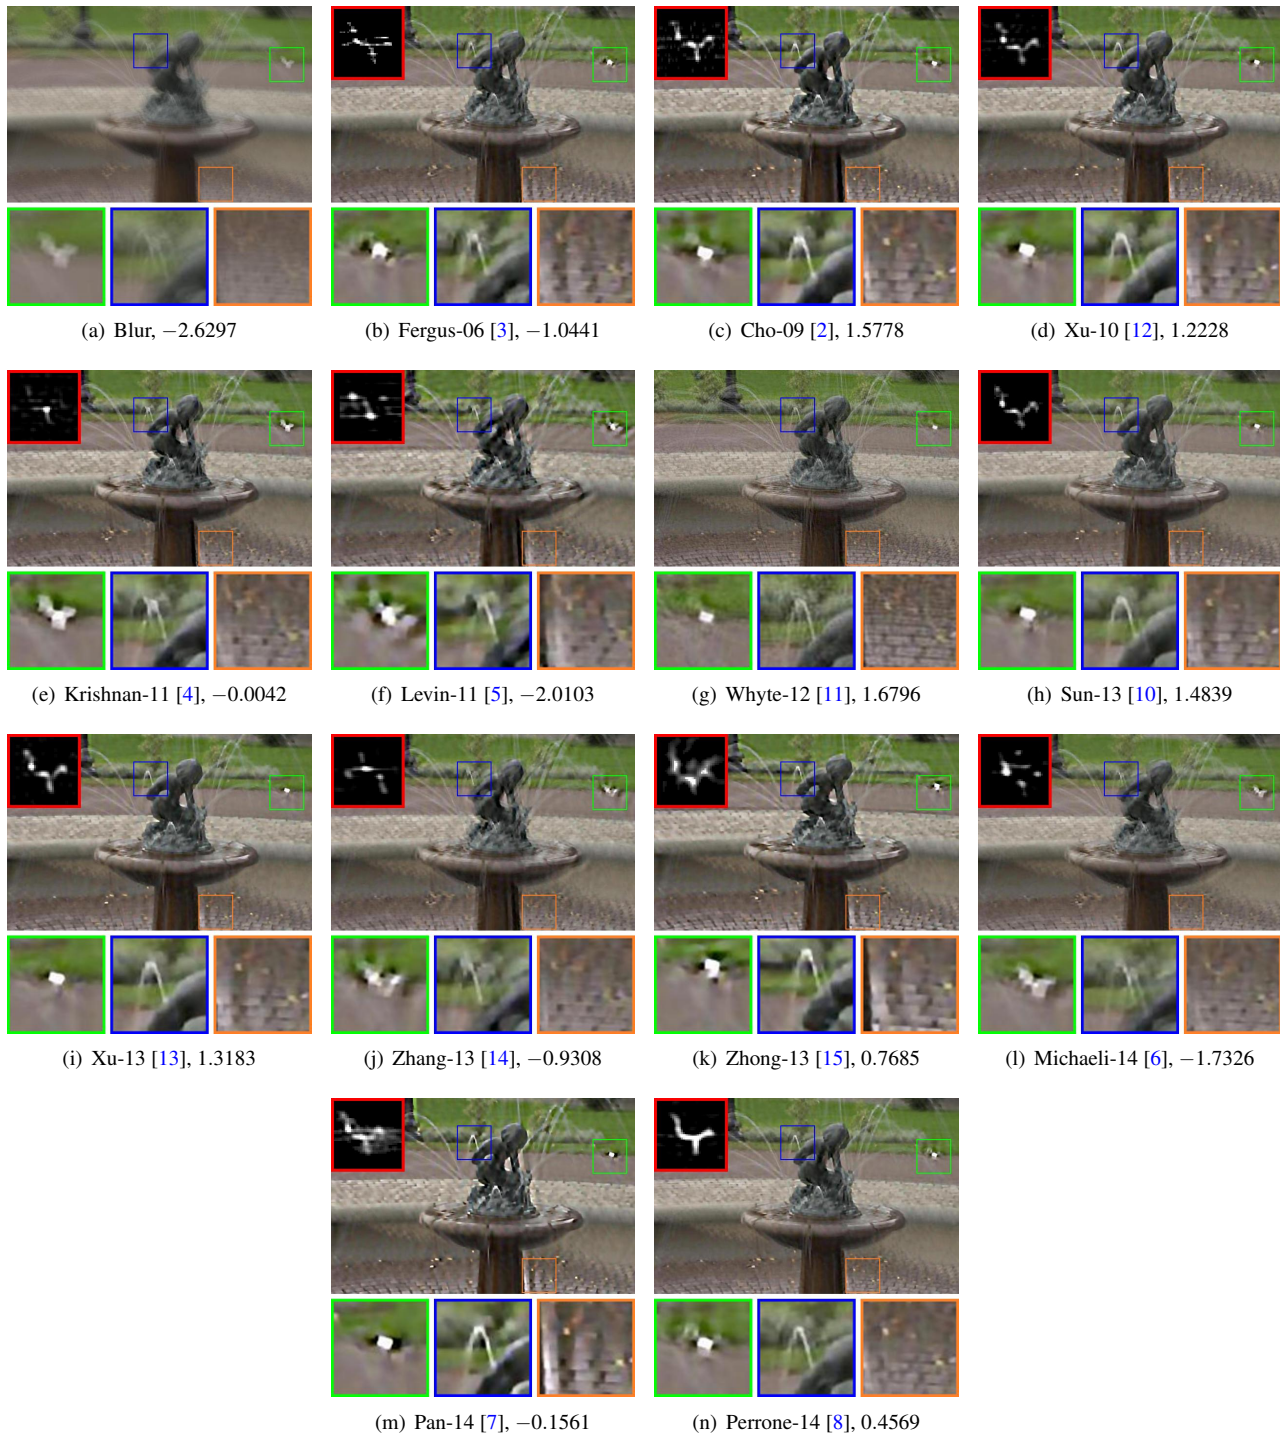 (a) Blur, −2.6297
(b) Fergus-06 [3], −1.0441
(c) Cho-09 [2], 1.5778
(d) Xu-10 [12], 1.2228
(e) Krishnan-11 [4], −0.0042
(f) Levin-11 [5], −2.0103
(g) Whyte-12 [11], 1.6796
(h) Sun-13 [10], 1.4839
(i) Xu-13 [13], 1.3183
(j) Zhang-13 [14], −0.9308
(k) Zhong-13 [15], 0.7685
(l) Michaeli-14 [6], −1.7326
(m) Pan-14 [7], −0.1561
(n) Perrone-14 [8], 0.4569